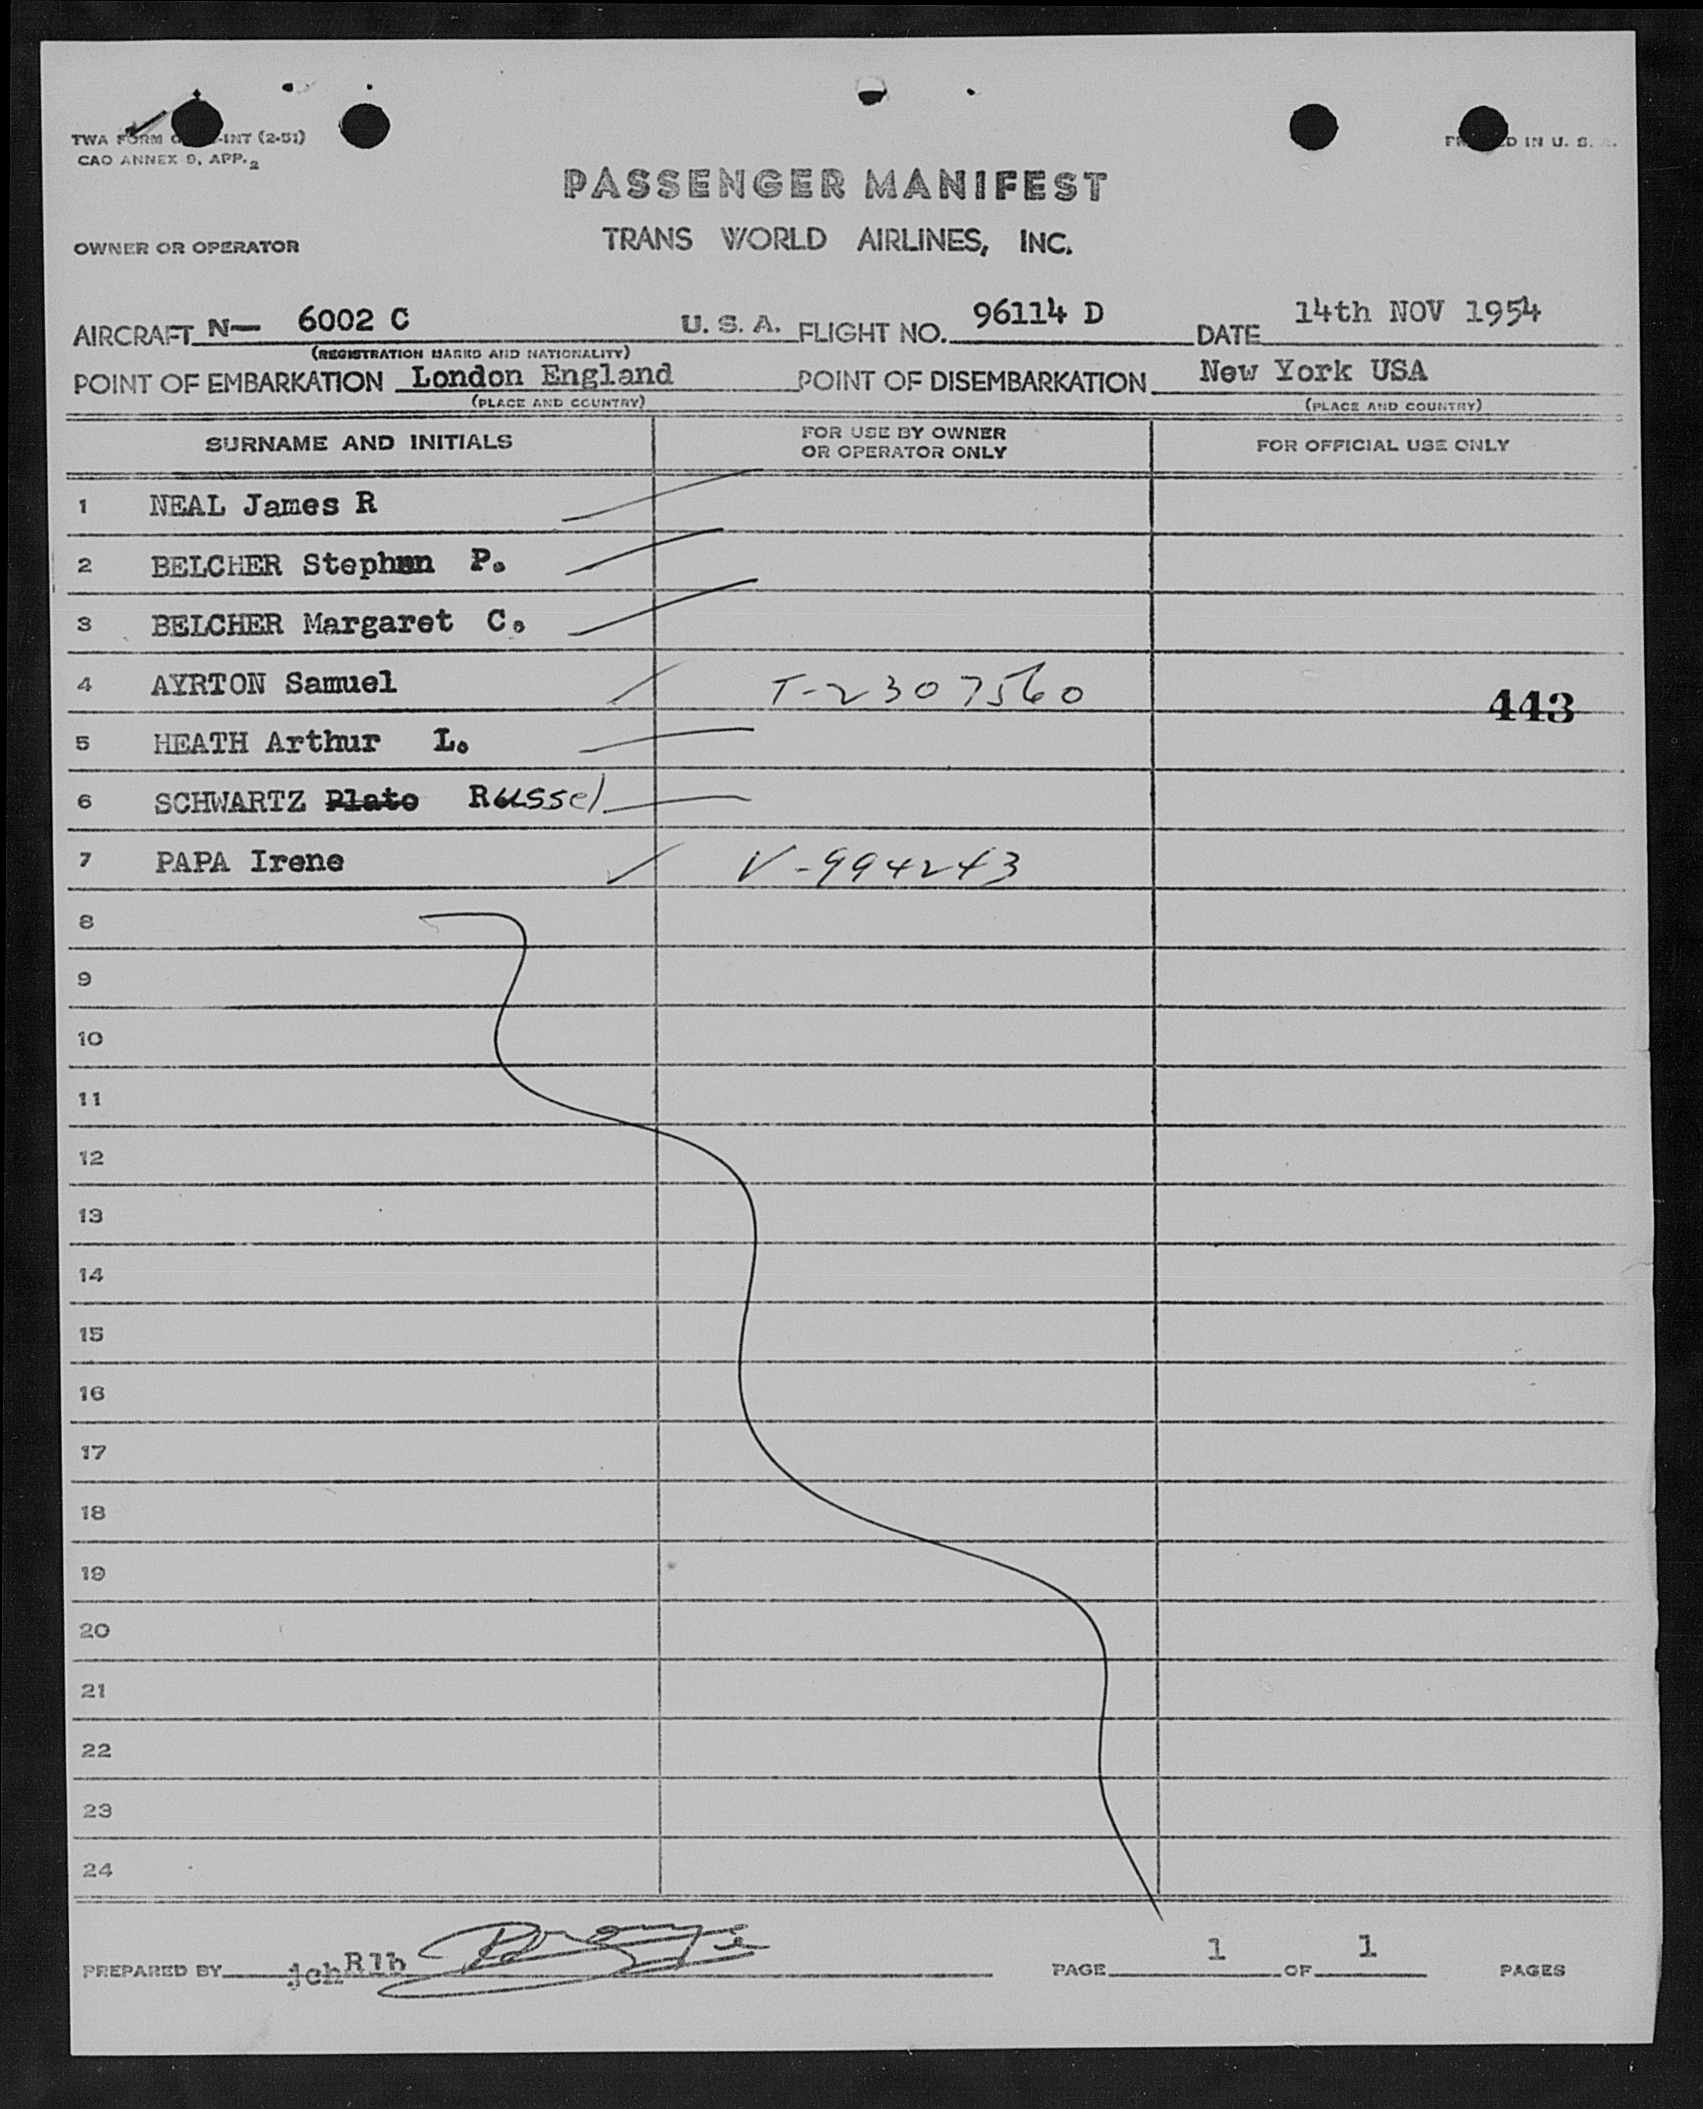 TWA FORM -INT (2-51)
CAO ANNEX 9, APP. 2
IN U. S.
PASSENGER MANIFEST
OWNER OR OPERATOR TRANS WORLD AIRLINES, INC.
AIRCRAFT N— 6002 C U. S. A. FLIGHT NO. 96114 D DATE 14th NOV 1954
(REGISTRATION MARKS AND NATIONALITY)
POINT OF EMBARKATION London England POINT OF DISEMBARKATION New York USA
(PLACE AND COUNTRY) (PLACE AND COUNTRY)
SURNAME AND INITIALS FOR USE BY OWNER OR OPERATOR ONLY FOR OFFICIAL USE ONLY
1 NEAL James R
2 BELCHER Stephen P.
3 BELCHER Margaret C.
4 AYRTON Samuel T-2307560 443
5 HEATH Arthur L.
6 SCHWARTZ Plato Russel
7 PAPA Irene V-994243
8
9
10
11
12
13
14
15
16
17
18
19
20
21
22
23
24
PREPARED BY jchRlb PAGE 1 OF 1 PAGES